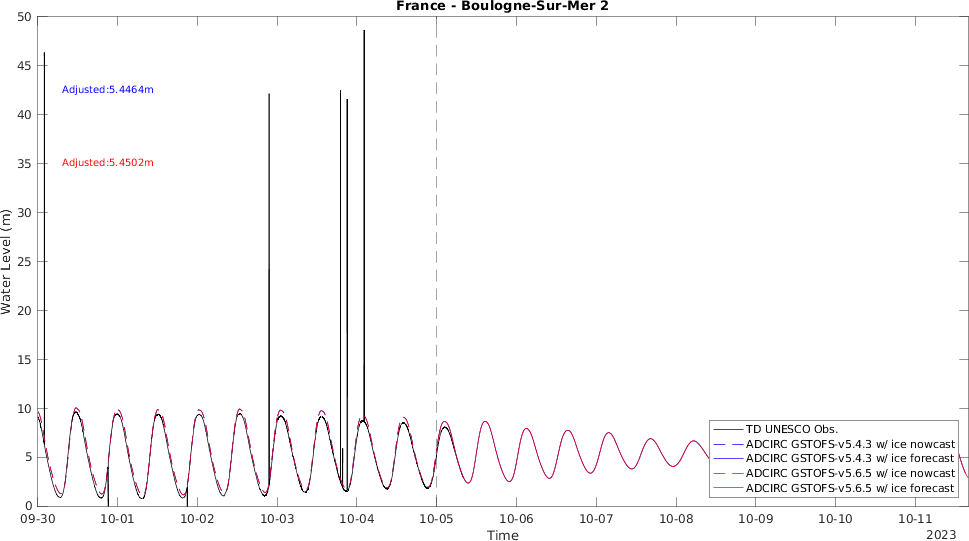 France - Boulogne-Sur-Mer 2
50
45
40
35
30
25
20
15
10
5
0
Water Level (m)
Adjusted:5.4464m
Adjusted:5.4502m
TD UNESCO Obs.
ADCIRC GSTOFS-v5.4.3 w/ ice nowcast
ADCIRC GSTOFS-v5.4.3 w/ ice forecast
ADCIRC GSTOFS-v5.6.5 w/ ice nowcast
ADCIRC GSTOFS-v5.6.5 w/ ice forecast
09-30 10-01 10-02 10-03 10-04 10-05 10-06 10-07 10-08 10-09 10-10 10-11
Time
2023